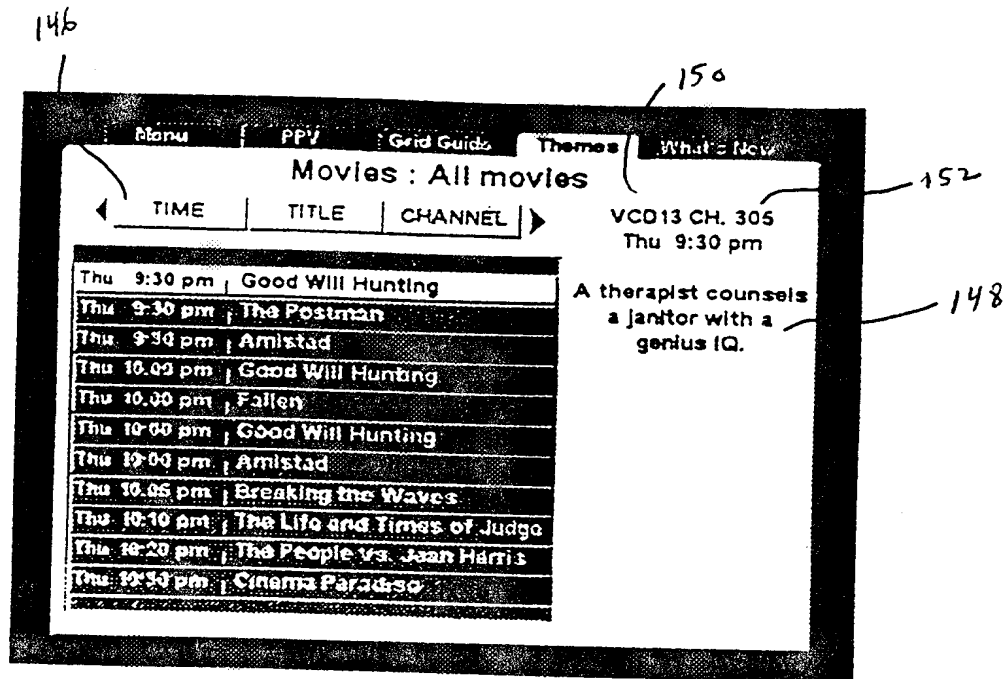 146
150
Menu PPV Grid Guide Themes What's New
Movies : All movies
152
TIME TITLE CHANNEL
VCD13 CH. 305
Thu 9:30 pm
Thu 9:30 pm Good Will Hunting
A therapist counsels
a janitor with a
genius IQ.
148
Thu 9:30 pm The Postman
Thu 9:30 pm Amistad
Thu 10:00 pm Good Will Hunting
Thu 10:00 pm Fallen
Thu 10:00 pm Good Will Hunting
Thu 10:00 pm Amistad
Thu 10:05 pm Breaking the Waves
Thu 10:10 pm The Life and Times of Judge
Thu 10:20 pm The People vs. Jean Harris
Thu 10:30 pm Cinema Paradiso